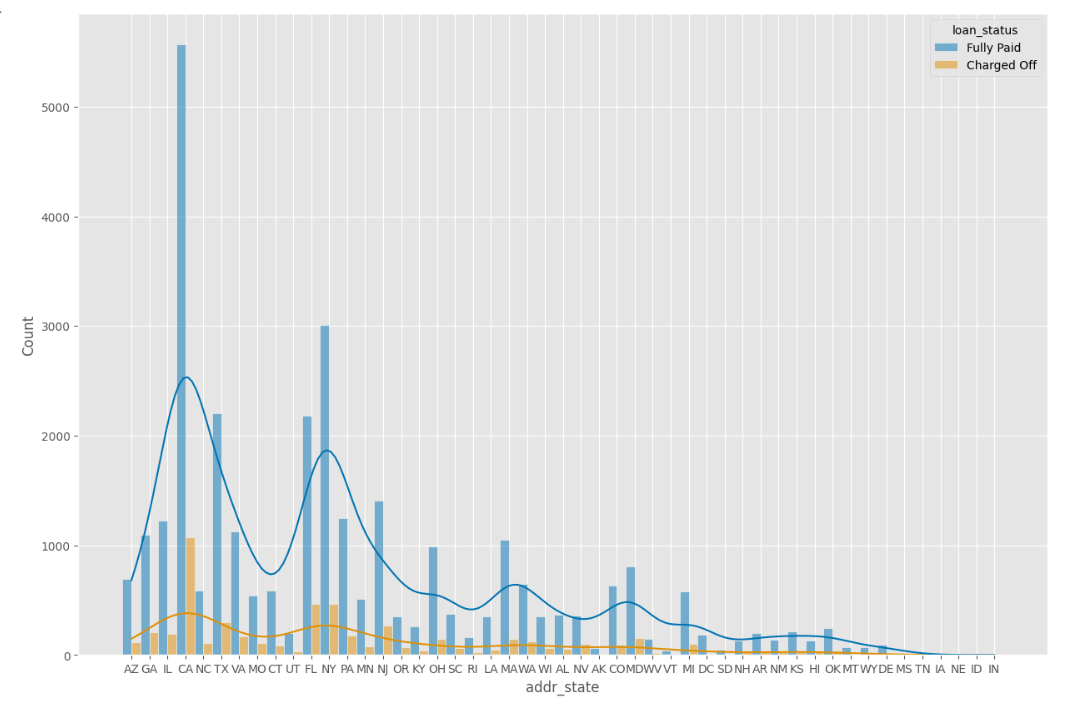 loan_status
Fully Paid
Charged Off
5000
4000
3000
2000
1000
0
Count
AZ GA IL CA NC TX VA MO CT UT FL NY PA MN NJ OR KY OH SC RI LA MA WA WI AL NV AK CO MD WV VT MI DC SD NH AR NM KS HI OK MT WY DE MS TN IA NE ID IN
addr_state